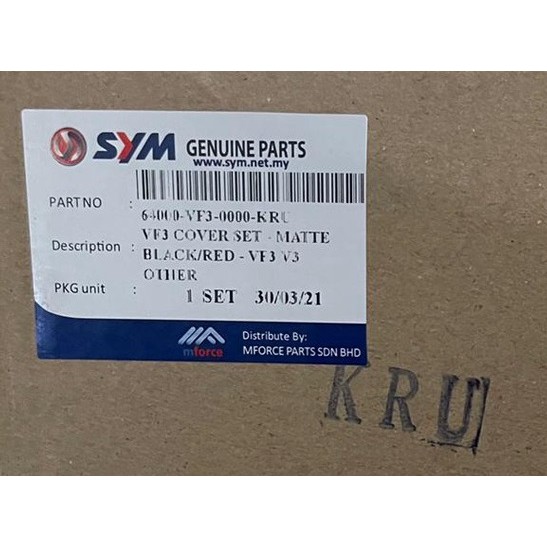 SYM GENUINE PARTS
www.sym.net.my
PART NO : 64000-VF3-0000-KRU
Description : VF3 COVER SET - MATTE
BLACK/RED - VF3 V3
OTHER
PKG unit : 1 SET 30/03/21
mforce
Distribute By:
MFORCE PARTS SDN BHD
KRU